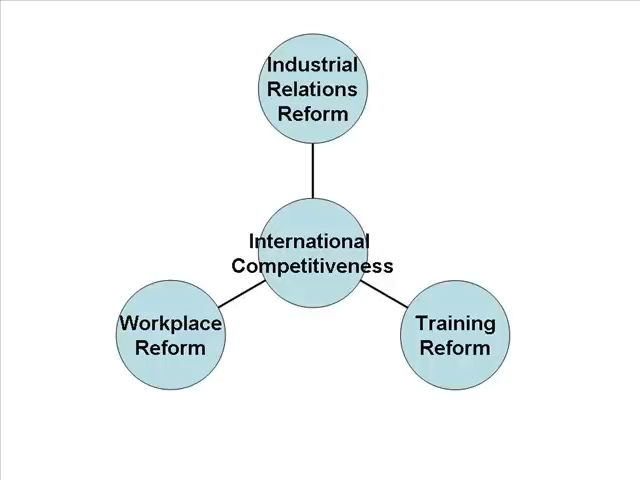 Industrial
Relations
Reform
International
Competitiveness
Workplace
Reform
Training
Reform